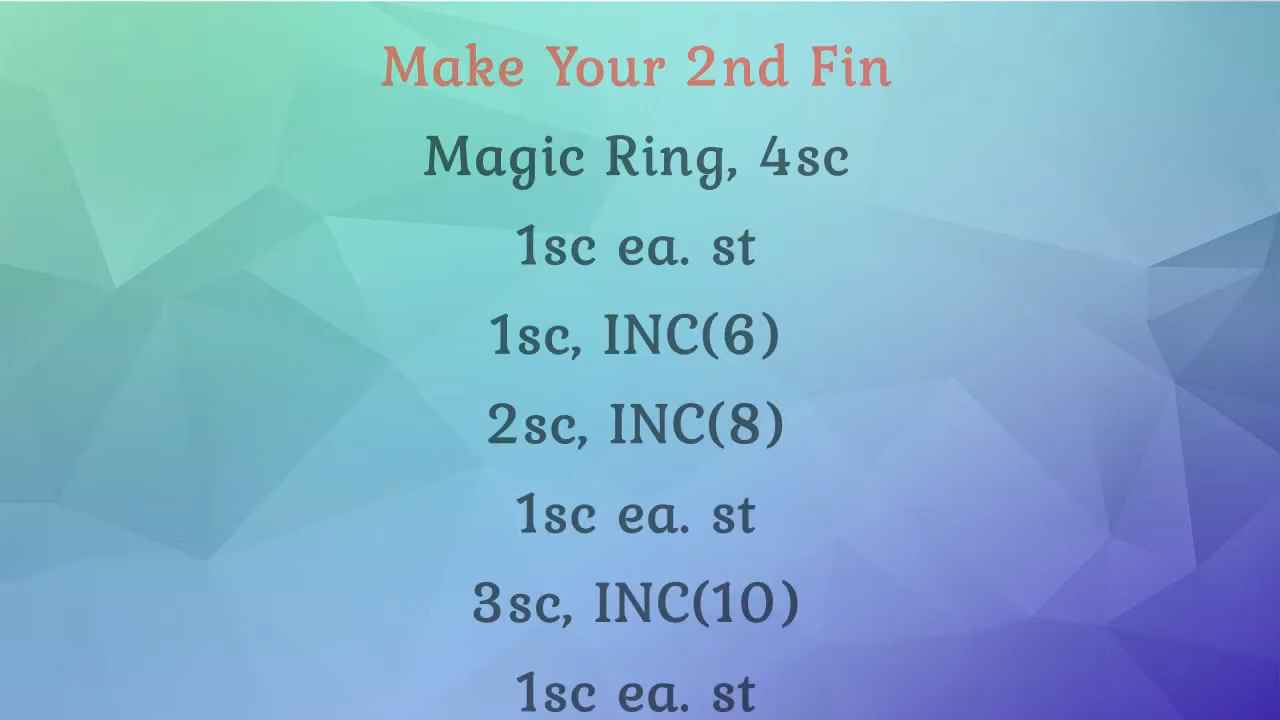 Make Your 2nd Fin
Magic Ring, 4sc
1sc ea. st
1sc, INC(6)
2sc, INC(8)
1sc ea. st
3sc, INC(10)
1sc ea. st